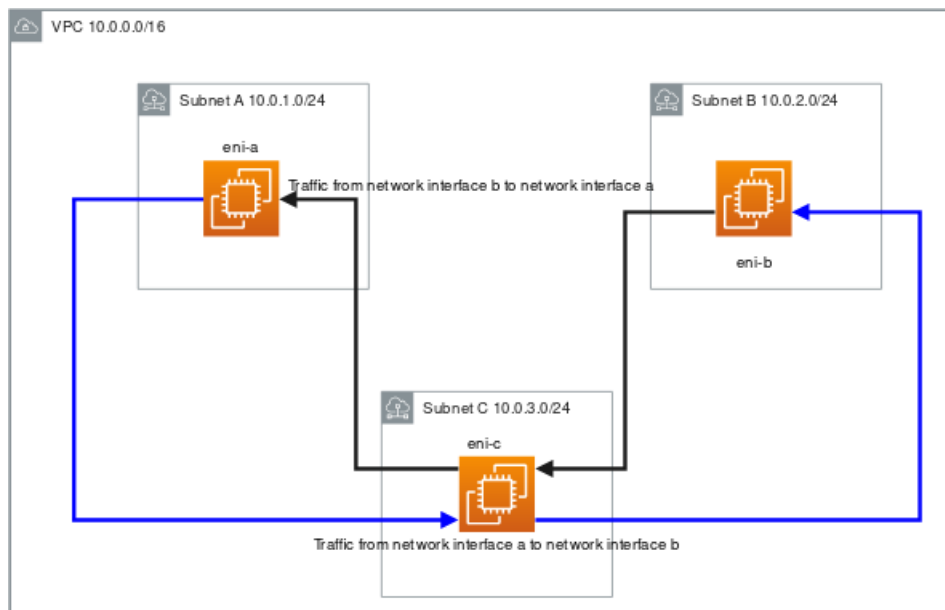 VPC 10.0.0.0/16
Subnet A 10.0.1.0/24
Subnet B 10.0.2.0/24
eni-a
Traffic from network interface b to network interface a
eni-b
Subnet C 10.0.3.0/24
eni-c
Traffic from network interface a to network interface b